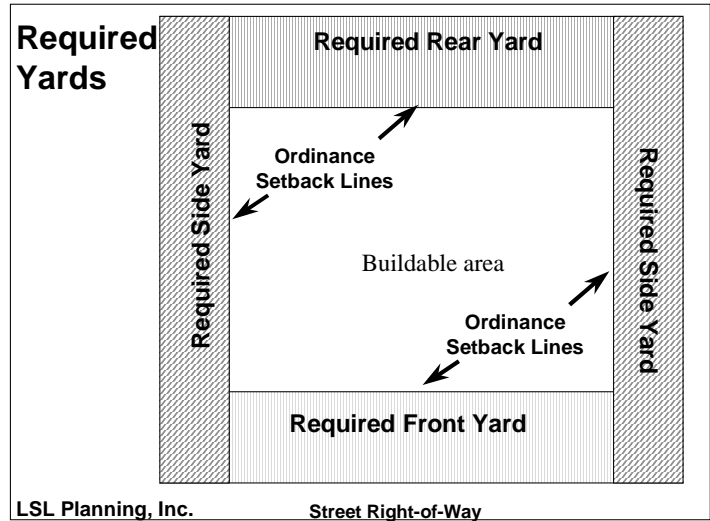 Required
Yards
Required Rear Yard
Ordinance
Setback Lines
Required Side Yard
Required Side Yard
Buildable area
Ordinance
Setback Lines
Required Front Yard
LSL Planning, Inc.
Street Right-of-Way